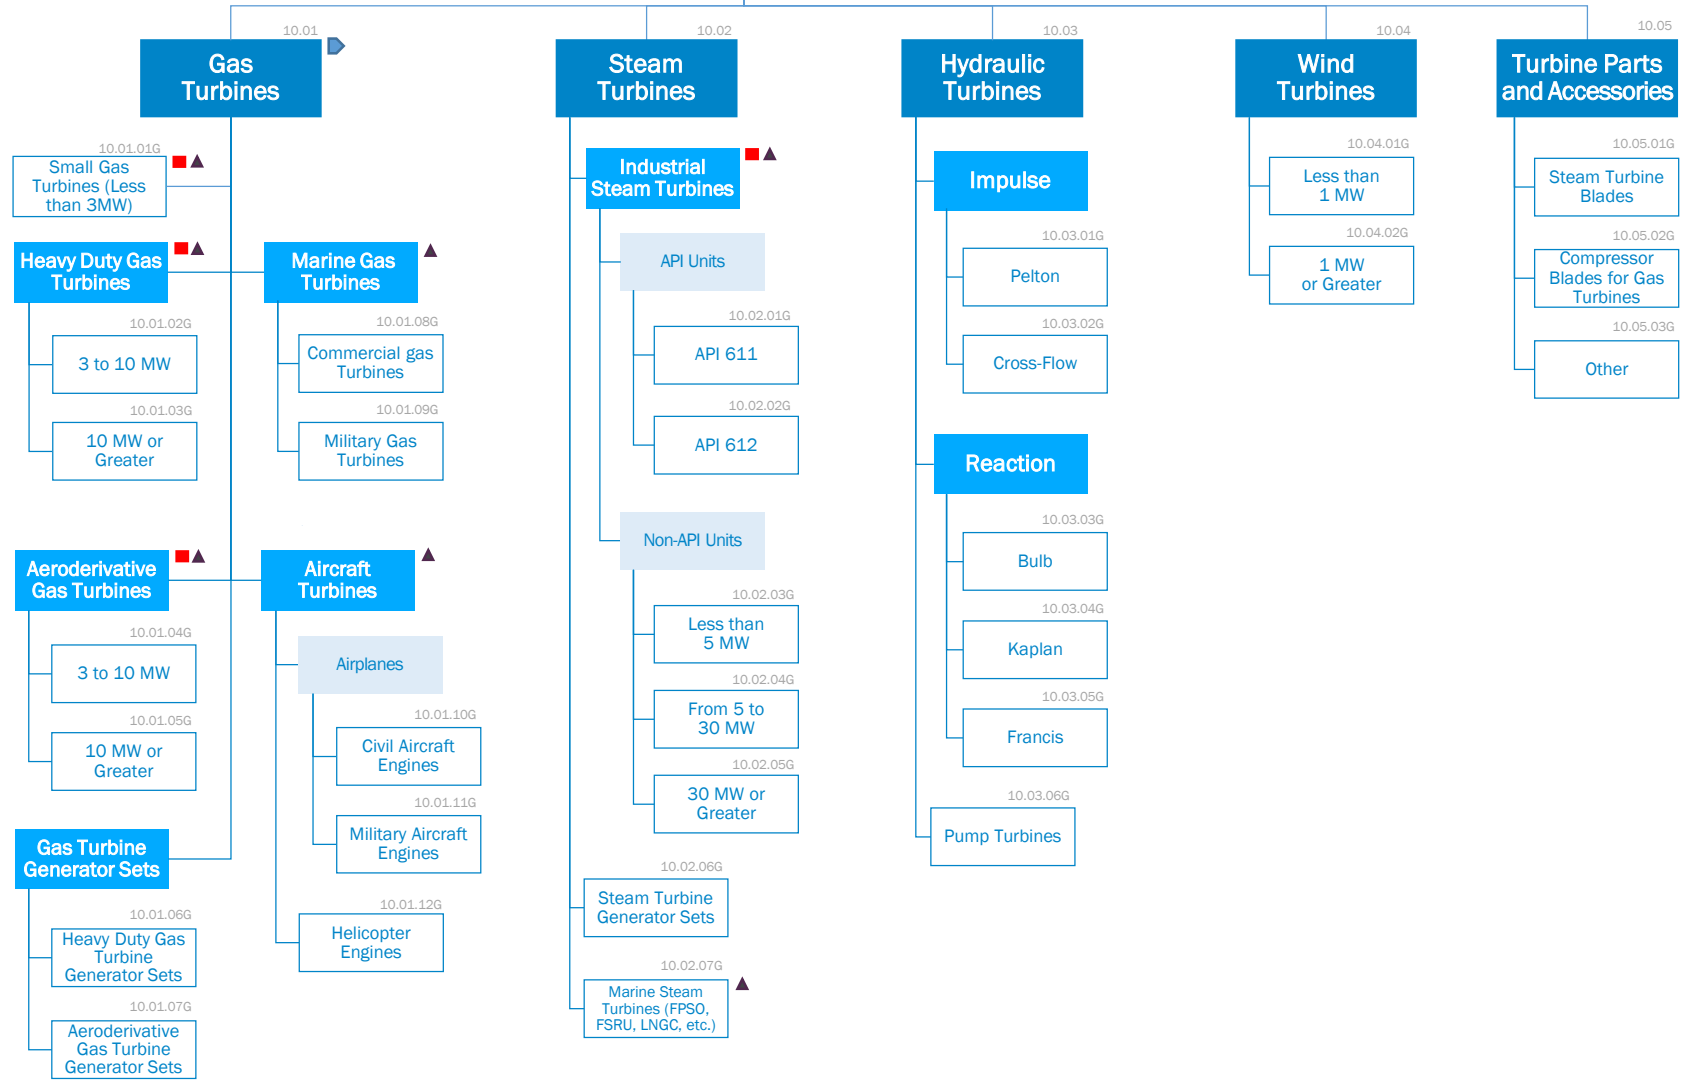 10.01
Gas
Turbines
10.01.01G
Small Gas
Turbines (Less
than 3MW)
Heavy Duty Gas
Turbines
10.01.02G
3 to 10 MW
10.01.03G
10 MW or
Greater
Marine Gas
Turbines
10.01.08G
Commercial gas
Turbines
10.01.09G
Military Gas
Turbines
Aeroderivative
Gas Turbines
10.01.04G
3 to 10 MW
10.01.05G
10 MW or
Greater
Aircraft
Turbines
Airplanes
10.01.10G
Civil Aircraft
Engines
10.01.11G
Military Aircraft
Engines
10.01.12G
Helicopter
Engines
Gas Turbine
Generator Sets
10.01.06G
Heavy Duty Gas
Turbine
Generator Sets
10.01.07G
Aeroderivative
Gas Turbine
Generator Sets
10.02
Steam
Turbines
Industrial
Steam Turbines
API Units
10.02.01G
API 611
10.02.02G
API 612
Non-API Units
10.02.03G
Less than
5 MW
10.02.04G
From 5 to
30 MW
10.02.05G
30 MW or
Greater
10.02.06G
Steam Turbine
Generator Sets
10.02.07G
Marine Steam
Turbines (FPSO,
FSRU, LNGC, etc.)
10.03
Hydraulic
Turbines
Impulse
10.03.01G
Pelton
10.03.02G
Cross-Flow
Reaction
10.03.03G
Bulb
10.03.04G
Kaplan
10.03.05G
Francis
10.03.06G
Pump Turbines
10.04
Wind
Turbines
10.04.01G
Less than
1 MW
10.04.02G
1 MW
or Greater
10.05
Turbine Parts
and Accessories
10.05.01G
Steam Turbine
Blades
10.05.02G
Compressor
Blades for Gas
Turbines
10.05.03G
Other